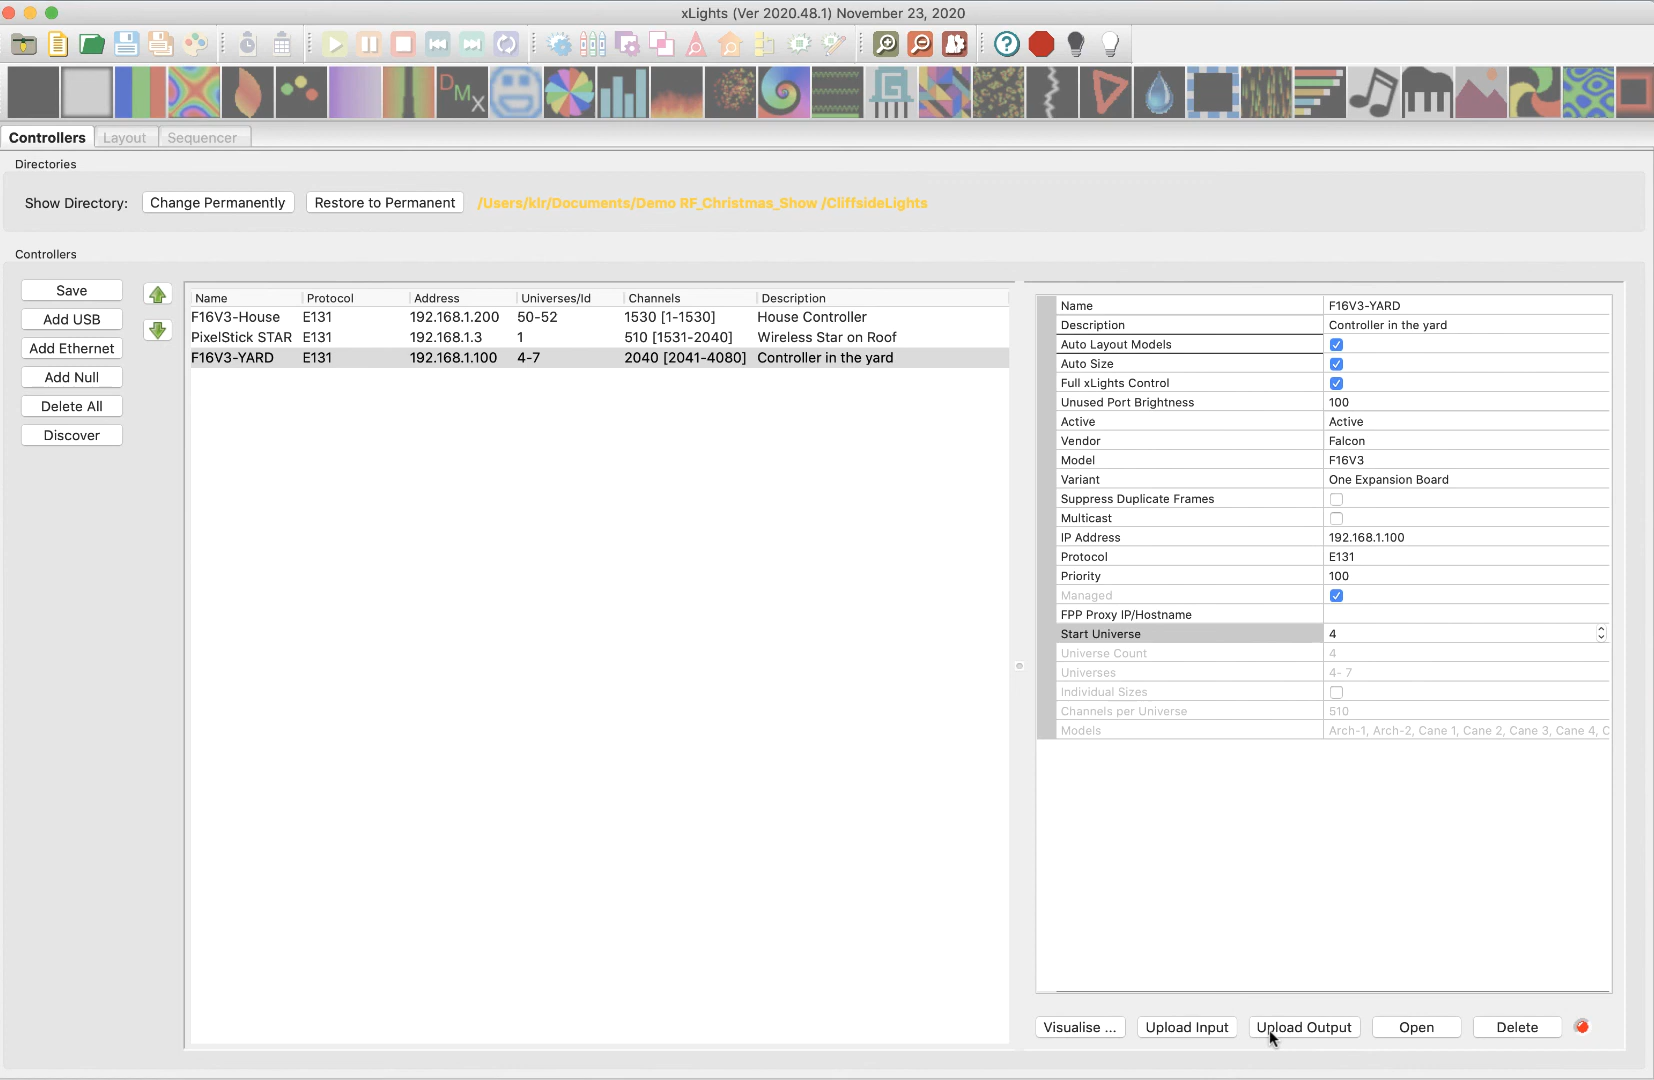 xLights (Ver 2020.48.1) November 23, 2020
DMX
Controllers Layout Sequencer
Directories
Show Directory: Change Permanently Restore to Permanent /Users/klr/Documents/Demo RF_Christmas_Show /CliffsideLights
Controllers
Save
Add USB
Add Ethernet
Add Null
Delete All
Discover
Name Protocol Address Universes/Id Channels Description
F16V3-House E131 192.168.1.200 50-52 1530 [1-1530] House Controller
PixelStick STAR E131 192.168.1.3 1 510 [1531-2040] Wireless Star on Roof
F16V3-YARD E131 192.168.1.100 4-7 2040 [2041-4080] Controller in the yard
Name F16V3-YARD
Description Controller in the yard
Auto Layout Models
Auto Size
Full xLights Control
Unused Port Brightness 100
Active Active
Vendor Falcon
Model F16V3
Variant One Expansion Board
Suppress Duplicate Frames
Multicast
IP Address 192.168.1.100
Protocol E131
Priority 100
Managed
FPP Proxy IP/Hostname
Start Universe 4
Universe Count 4
Universes 4- 7
Individual Sizes
Channels per Universe 510
Models Arch-1, Arch-2, Cane 1, Cane 2, Cane 3, Cane 4, C
Visualise ... Upload Input Upload Output Open Delete